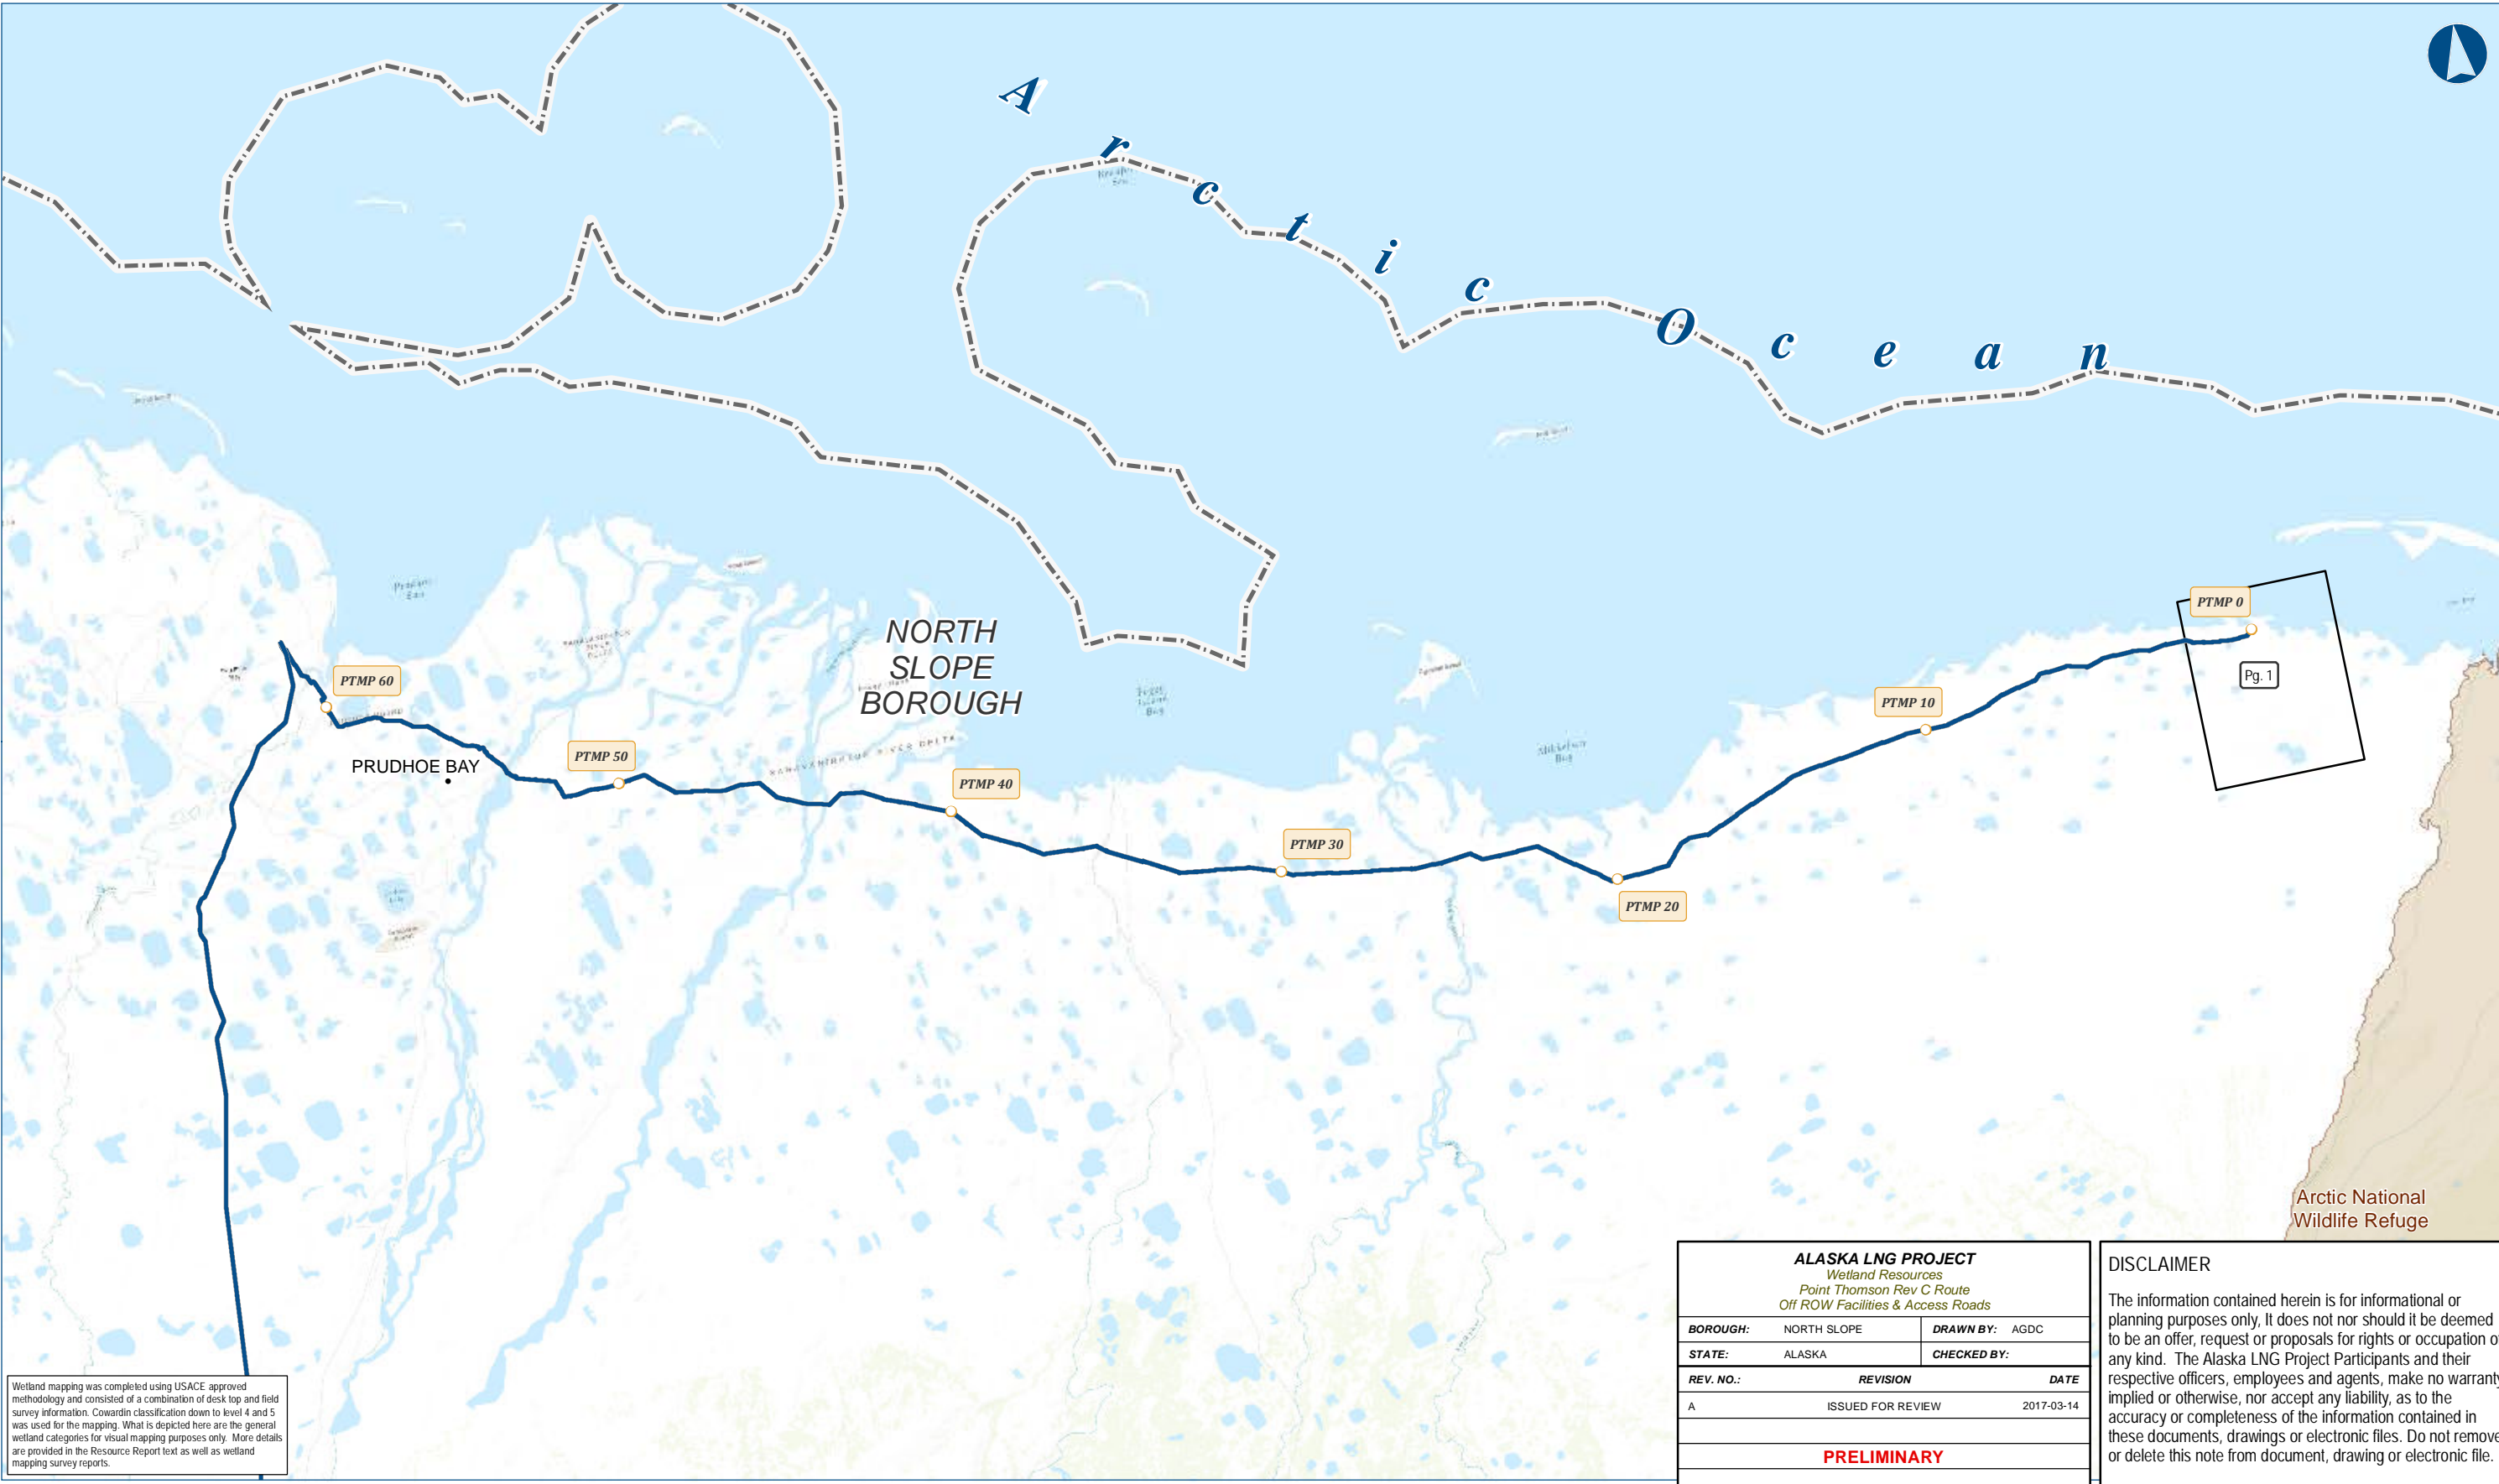 Arctic Ocean
PTMP 0
Pg. 1
NORTH
SLOPE
BOROUGH
PTMP 60
PTMP 10
PTMP 50
PRUDHOE BAY
PTMP 40
PTMP 30
PTMP 20
Arctic National
Wildlife Refuge
Wetland mapping was completed using USACE approved
methodology and consisted of a combination of desk top and field
survey information. Cowardin classification down to level 4 and 5
was used for the mapping. What is depicted here are the general
wetland categories for visual mapping purposes only. More details
are provided in the Resource Report text as well as wetland
mapping survey reports.
ALASKA LNG PROJECT
Wetland Resources
Point Thomson Rev C Route
Off ROW Facilities & Access Roads
BOROUGH: NORTH SLOPE DRAWN BY: AGDC
STATE: ALASKA CHECKED BY:
REV. NO.: REVISION DATE
A ISSUED FOR REVIEW 2017-03-14
PRELIMINARY
DISCLAIMER
The information contained herein is for informational or
planning purposes only, It does not nor should it be deemed
to be an offer, request or proposals for rights or occupation o
any kind. The Alaska LNG Project Participants and their
respective officers, employees and agents, make no warranty
implied or otherwise, nor accept any liability, as to the
accuracy or completeness of the information contained in
these documents, drawings or electronic files. Do not remove
or delete this note from document, drawing or electronic file.